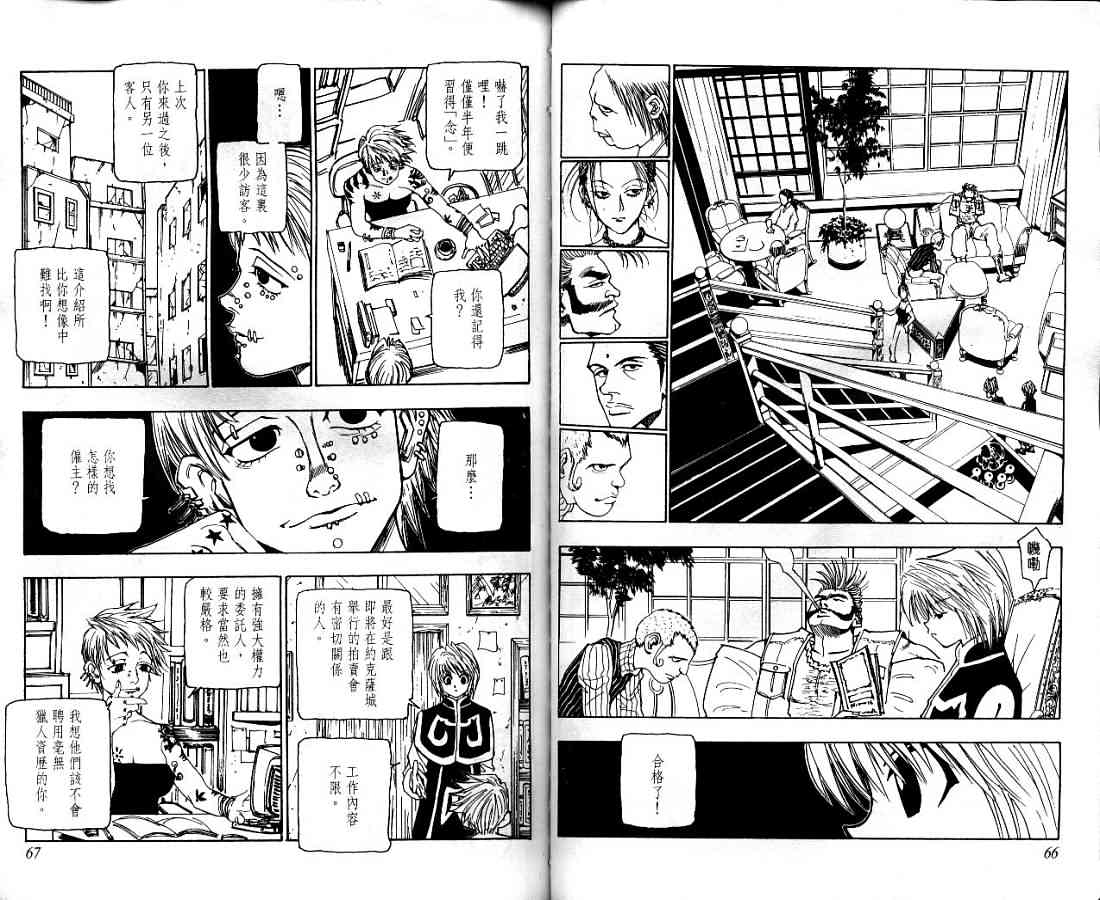 嘰嘞
合格了!
66
嚇了我一跳
哩!
僅僅半年便
習得「念」。
你還記得
我?
嗯…
因為這裏
很少訪客。
上次
你來過之後,
只有另一位
客人。
這介紹所
比你想像中
難找啊!
那麼…
你想找
怎樣的
僱主?
最好是跟
即將在約克薩城
舉行的拍賣會
有密切關係
的人。
工作內容
不限。
擁有強大權力
的委託人,
要求當然也
較嚴格。
我想他們該不會
聘用毫無
獵人資歷的你。
67